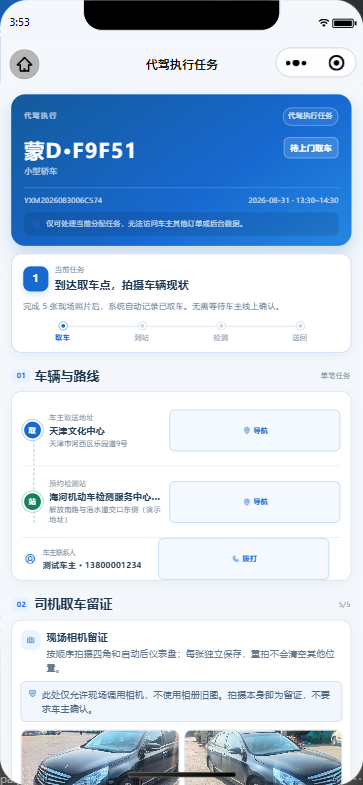 3:53
代驾执行任务
代驾执行
代驾执行任务
蒙D·F9F51
待上门取车
小型轿车
YXM2026083006C574
2026-08-31 · 13:30~14:30
仅可处理当前分配任务，无法访问车主其他订单或后台数据。
1
当前任务
到达取车点，拍摄车辆现状
完成 5 张现场照片后，系统自动记录已取车。无需等待车主线上确认。
取车
到站
检测
送回
01
车辆与路线
单笔任务
取
车主取送地址
天津文化中心
天津市河西区乐园道9号
导航
站
预约检测站
海河机动车检测服务中心...
解放南路与浯水道交口东侧（演示
地址）
导航
车主联系人
测试车主 · 13800001234
拨打
02
司机取车留证
5/5
现场相机留证
按顺序拍摄四角和启动后仪表盘；每张独立保存，重拍不会清空其他位
置。
此处仅允许现场调用相机，不使用相册旧图。拍摄本身即为留证，不要
求车主确认。